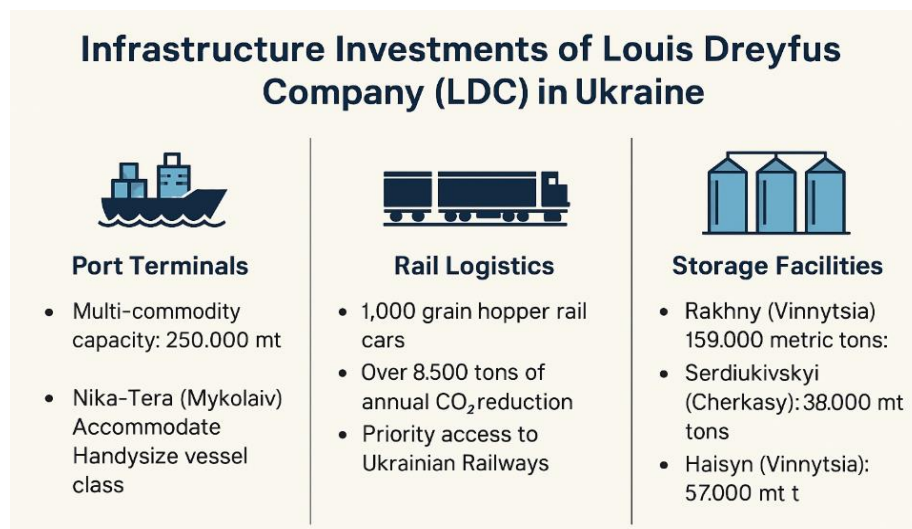 Infrastructure Investments of Louis Dreyfus
Company (LDC) in Ukraine
Port Terminals
• Multi-commodity
capacity: 250.000 mt
• Nika-Tera (Mykolaiv)
Accommodate
Handysize vessel
class
Rail Logistics
• 1,000 grain hopper rail
cars
• Over 8.500 tons of
annual CO₂ reduction
• Priority access to
Ukrainian Railways
Storage Facilities
• Rakhny (Vinnytsia)
159.000 metric tons:
• Serdiukivskyi
(Cherkasy): 38.000 mt
tons
• Haisyn (Vinnytsia):
57.000 mt t